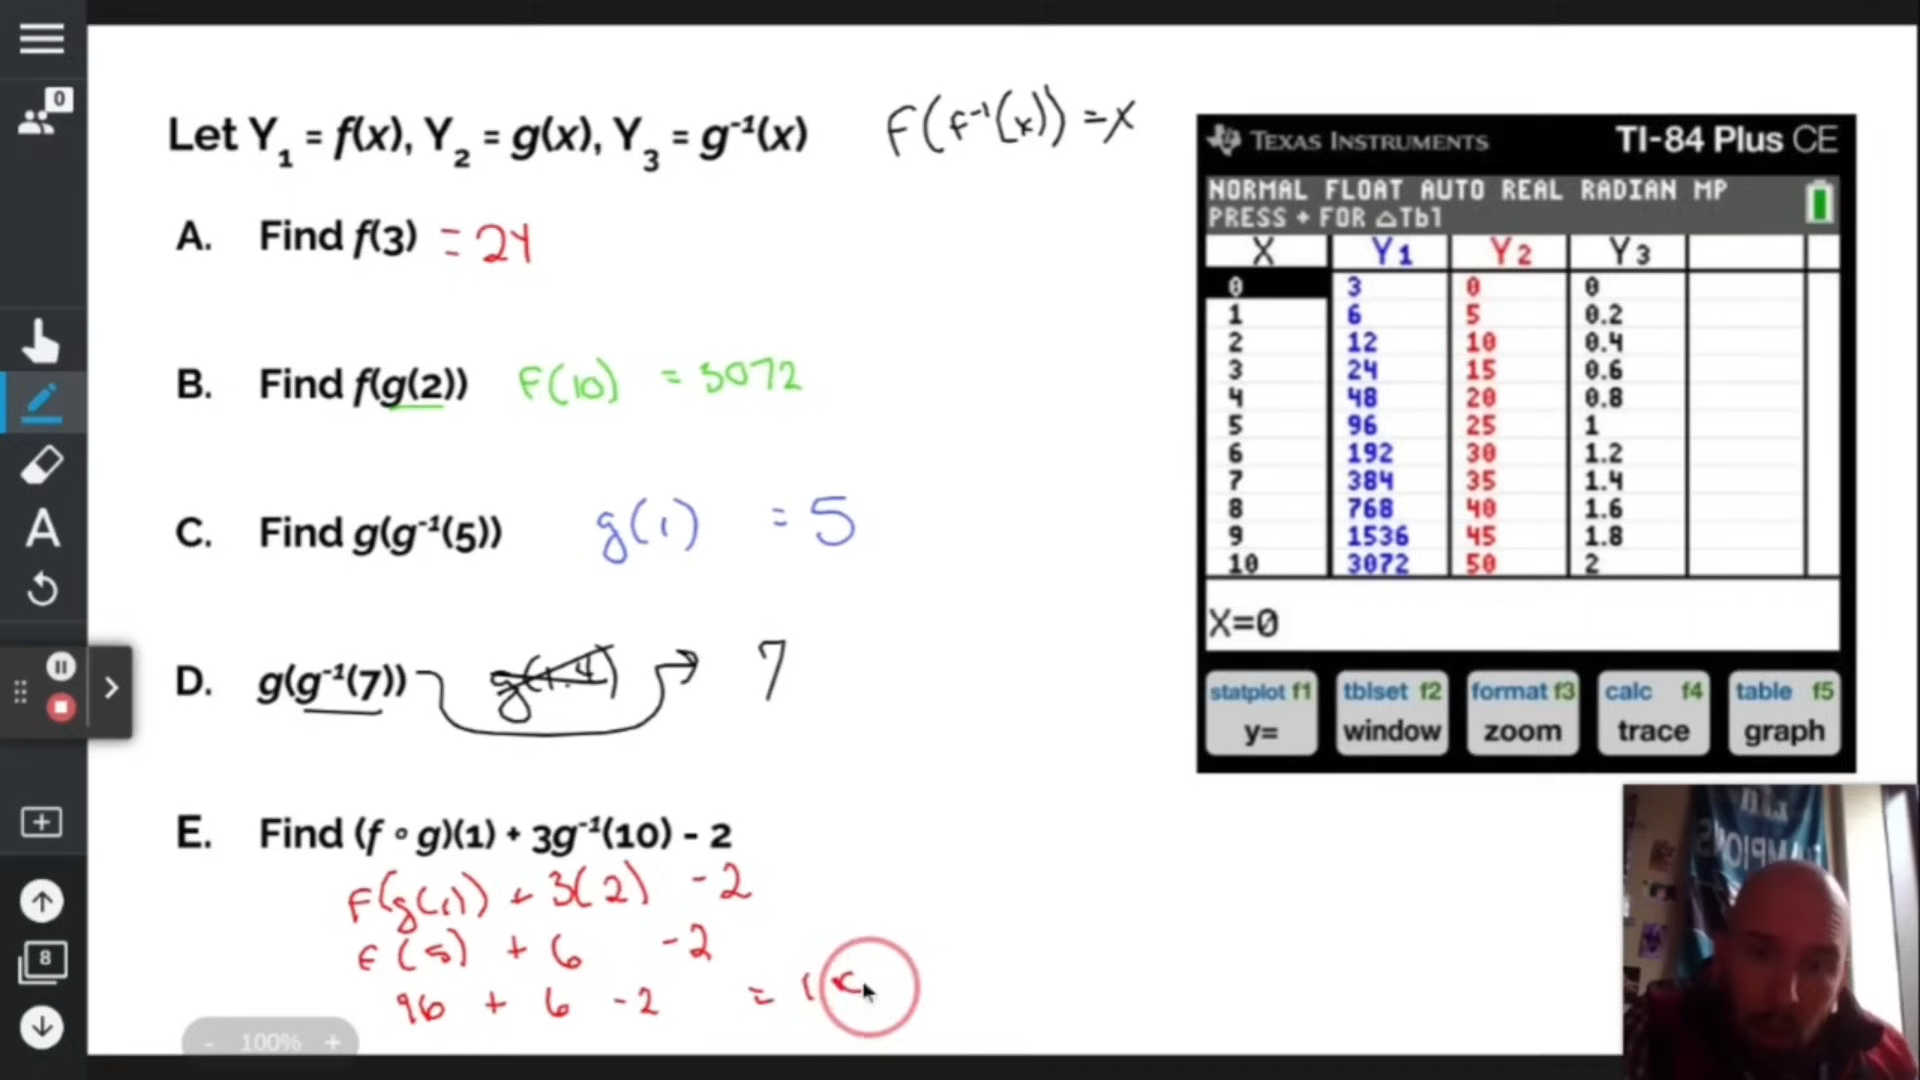 0
Let Y1 = f(x), Y2 = g(x), Y3 = g⁻¹(x) F(f⁻¹(x)) = x
A. Find f(3) = 24
B. Find f(g(2)) F(10) = 3072
C. Find g(g⁻¹(5)) g(1) = 5
D. g(g⁻¹(7)) g(1.4) 7
E. Find (f ∘ g)(1) + 3g⁻¹(10) - 2
F(g(1)) + 3(2) - 2
F(5) + 6 - 2
96 + 6 - 2 = 1
- 100% +
A
8
TEXAS INSTRUMENTS TI-84 Plus CE
NORMAL FLOAT AUTO REAL RADIAN MP
PRESS + FOR △Tbl
X Y1 Y2 Y3
0 3 0 0
1 6 5 0.2
2 12 10 0.4
3 24 15 0.6
4 48 20 0.8
5 96 25 1
6 192 30 1.2
7 384 35 1.4
8 768 40 1.6
9 1536 45 1.8
10 3072 50 2
X=0
statplot f1 tblset f2 format f3 calc f4 table f5
y= window zoom trace graph